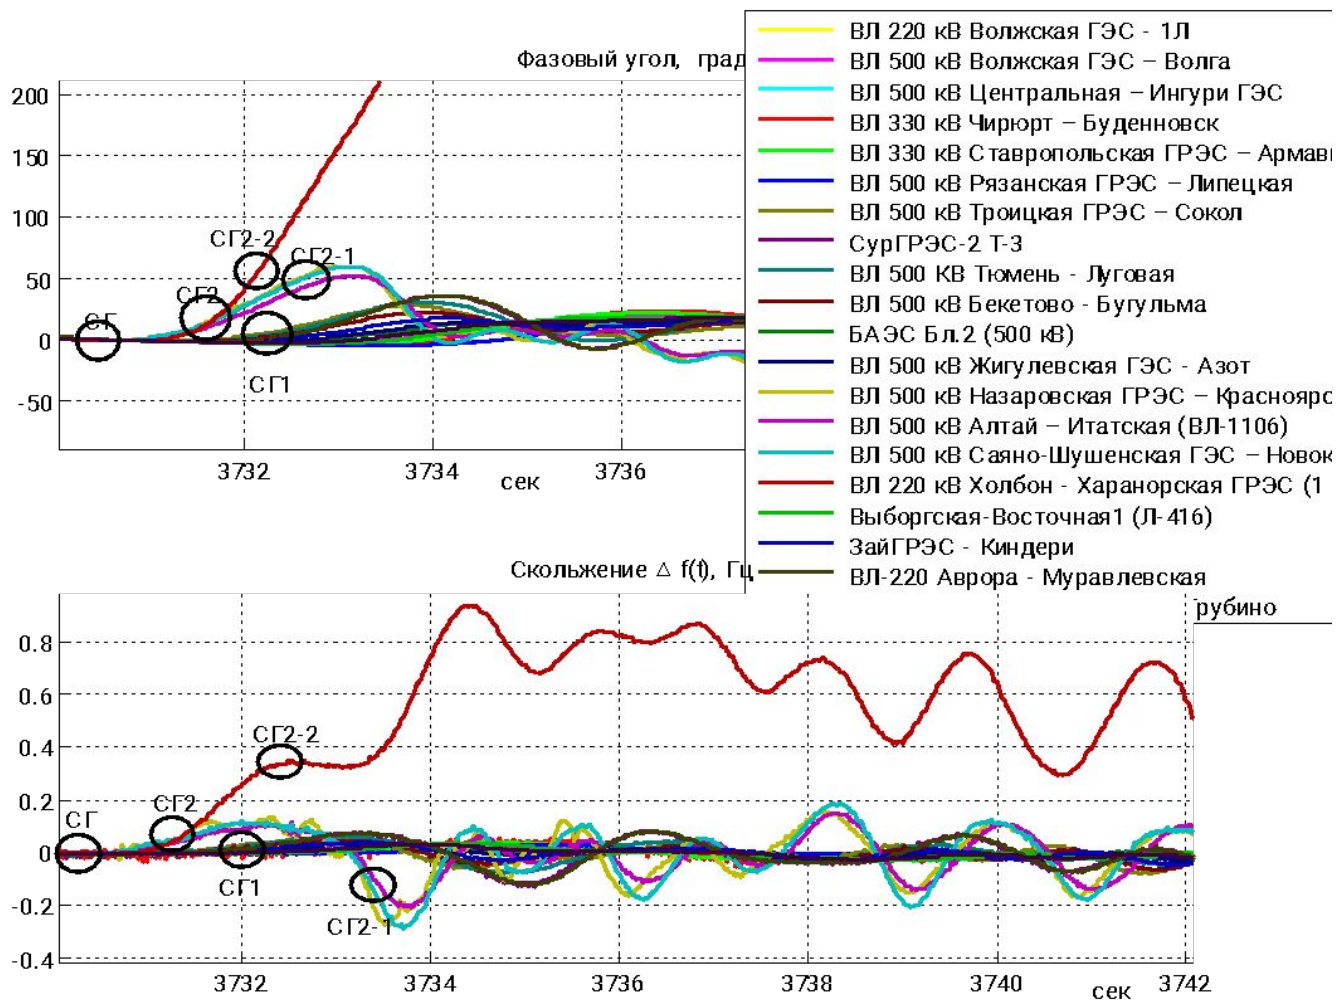 Фазовый угол, град
200
150
100
50
0
-50
СГ
СГ2
СГ2-2
СГ2-1
СГ1
3732
3734
3736
сек
ВЛ 220 кВ Волжская ГЭС - 1Л
ВЛ 500 кВ Волжская ГЭС – Волга
ВЛ 500 кВ Центральная – Ингури ГЭС
ВЛ 330 кВ Чирюрт – Буденновск
ВЛ 330 кВ Ставропольская ГРЭС – Армави
ВЛ 500 кВ Рязанская ГРЭС – Липецкая
ВЛ 500 кВ Троицкая ГРЭС – Сокол
СурГРЭС-2 Т-3
ВЛ 500 КВ Тюмень - Луговая
ВЛ 500 кВ Бекетово - Бугульма
БАЭС Бл.2 (500 кВ)
ВЛ 500 кВ Жигулевская ГЭС - Азот
ВЛ 500 кВ Назаровская ГРЭС – Красноярс
ВЛ 500 кВ Алтай – Итатская (ВЛ-1106)
ВЛ 500 кВ Саяно-Шушенская ГЭС – Новок
ВЛ 220 кВ Холбон - Харанорская ГРЭС (1
Выборгская-Восточная1 (Л-416)
ЗайГРЭС - Киндери
ВЛ-220 Аврора - Муравлевская
рубино
Скольжение Δ f(t), Гц
0.8
0.6
0.4
0.2
0
-0.2
-0.4
СГ
СГ2
СГ2-2
СГ1
СГ2-1
3732
3734
3736
3738
3740
3742
сек